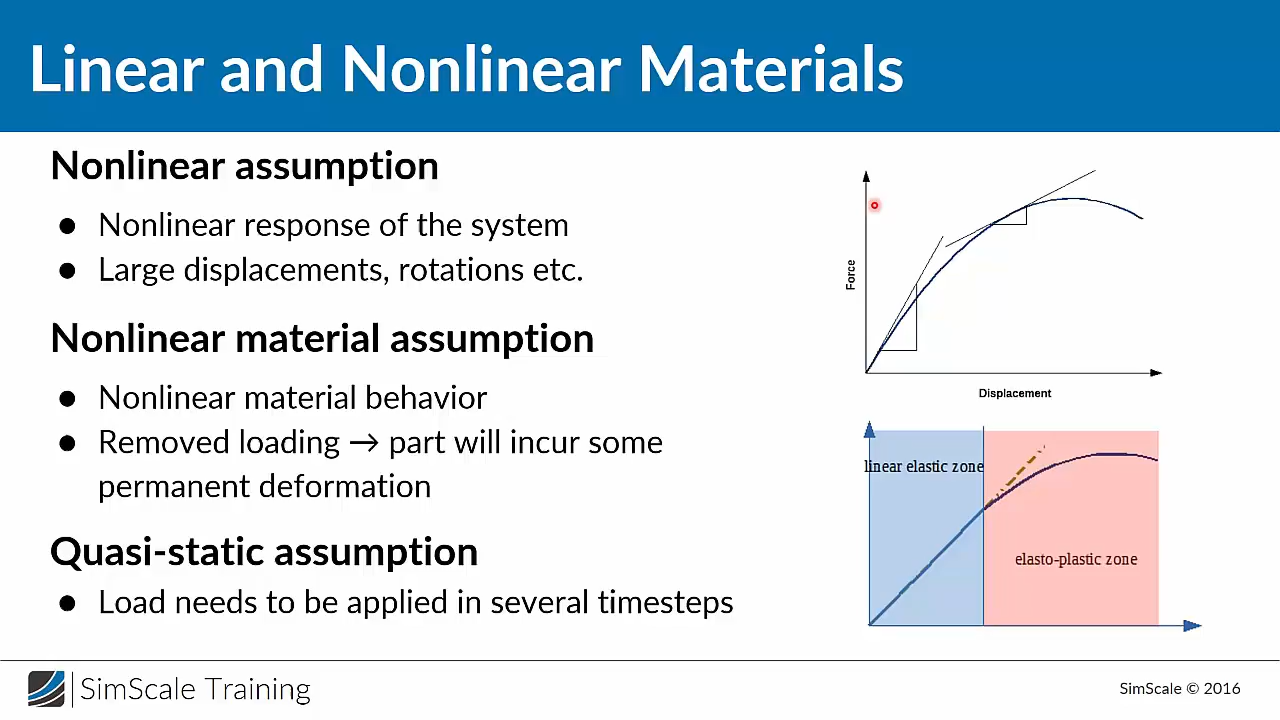 Linear and Nonlinear Materials
Nonlinear assumption
● Nonlinear response of the system
● Large displacements, rotations etc.
Nonlinear material assumption
● Nonlinear material behavior
● Removed loading → part will incur some
permanent deformation
Quasi-static assumption
● Load needs to be applied in several timesteps
Force
Displacement
linear elastic zone
elasto-plastic zone
SimScale Training
SimScale © 2016